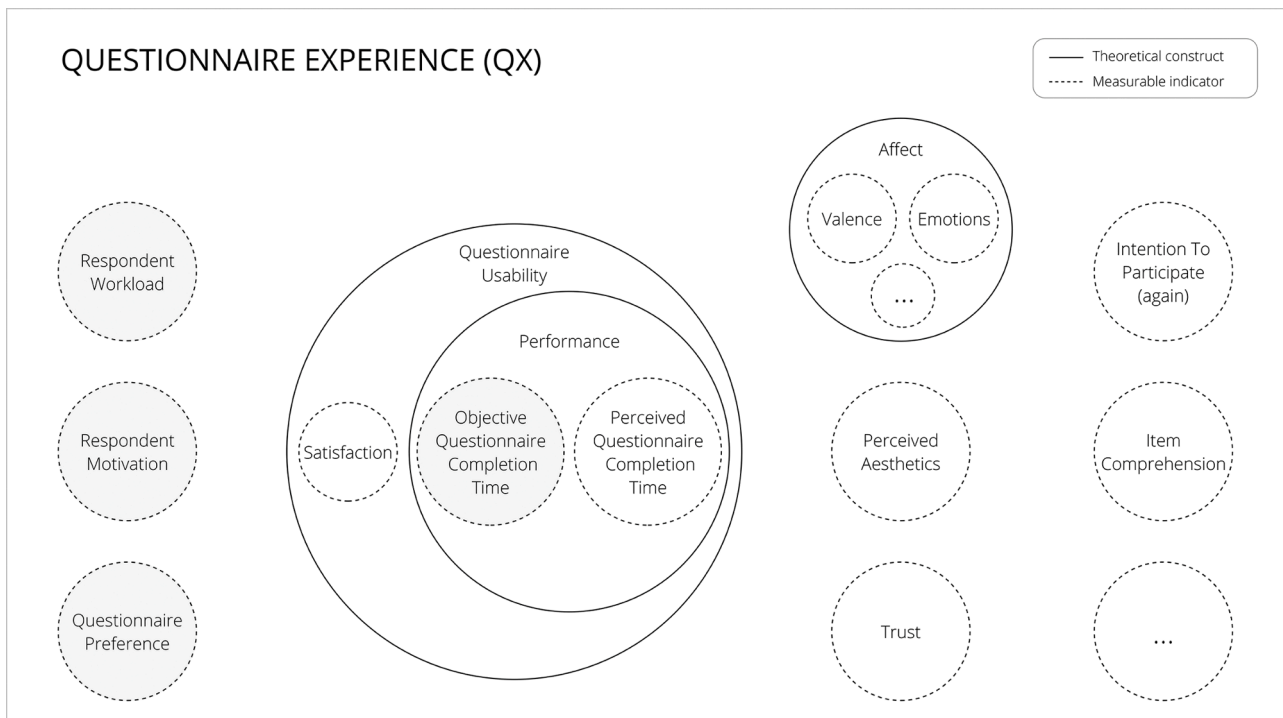 QUESTIONNAIRE EXPERIENCE (QX)
Theoretical construct
Measurable indicator
Respondent
Workload
Respondent
Motivation
Questionnaire
Preference
Questionnaire
Usability
Performance
Satisfaction
Objective
Questionnaire
Completion
Time
Perceived
Questionnaire
Completion
Time
Affect
Valence
Emotions
...
Perceived
Aesthetics
Trust
Intention To
Participate
(again)
Item
Comprehension
...